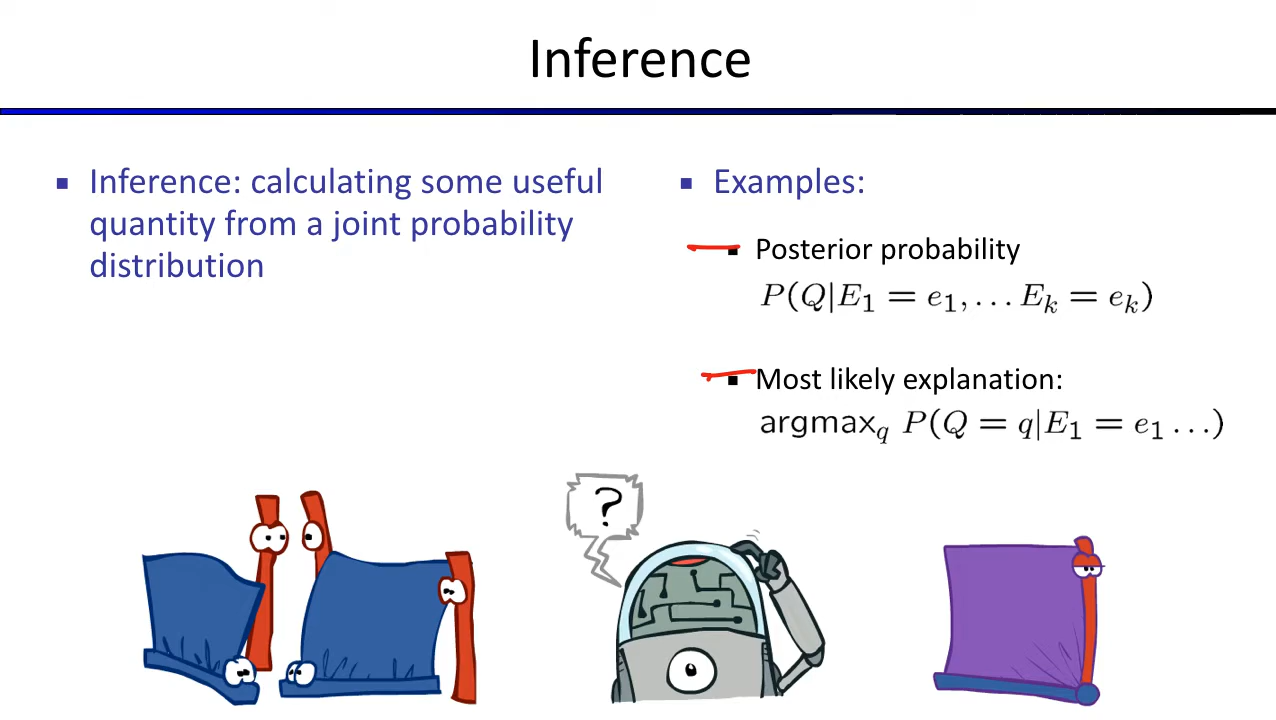 Inference
▪ Inference: calculating some useful
quantity from a joint probability
distribution
▪ Examples:
▪ Posterior probability
P(Q|E₁ = e₁, … Eₖ = eₖ)
▪ Most likely explanation:
argmax_q P(Q = q|E₁ = e₁ …)
?